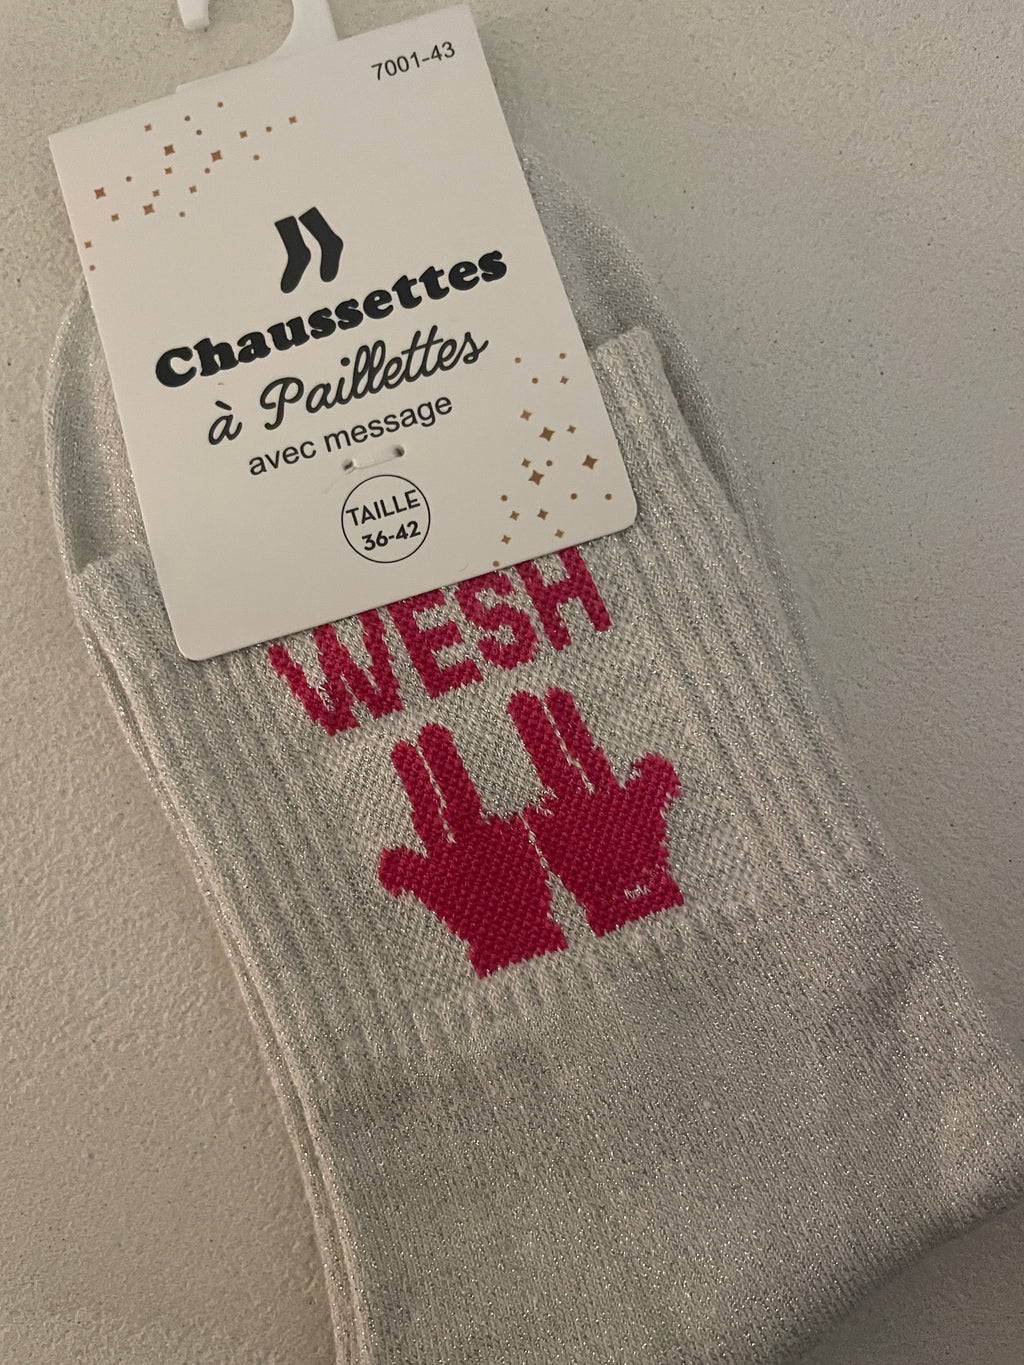 7001-43
Chaussettes
à Paillettes
avec message
TAILLE
36-42
WESH